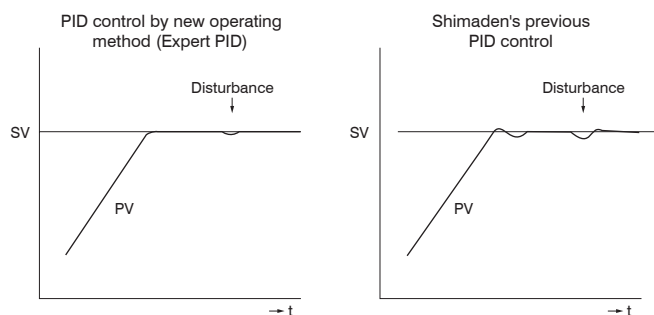 PID control by new operating
method (Expert PID)
Disturbance
SV
PV
t
Shimaden's previous
PID control
Disturbance
SV
PV
t